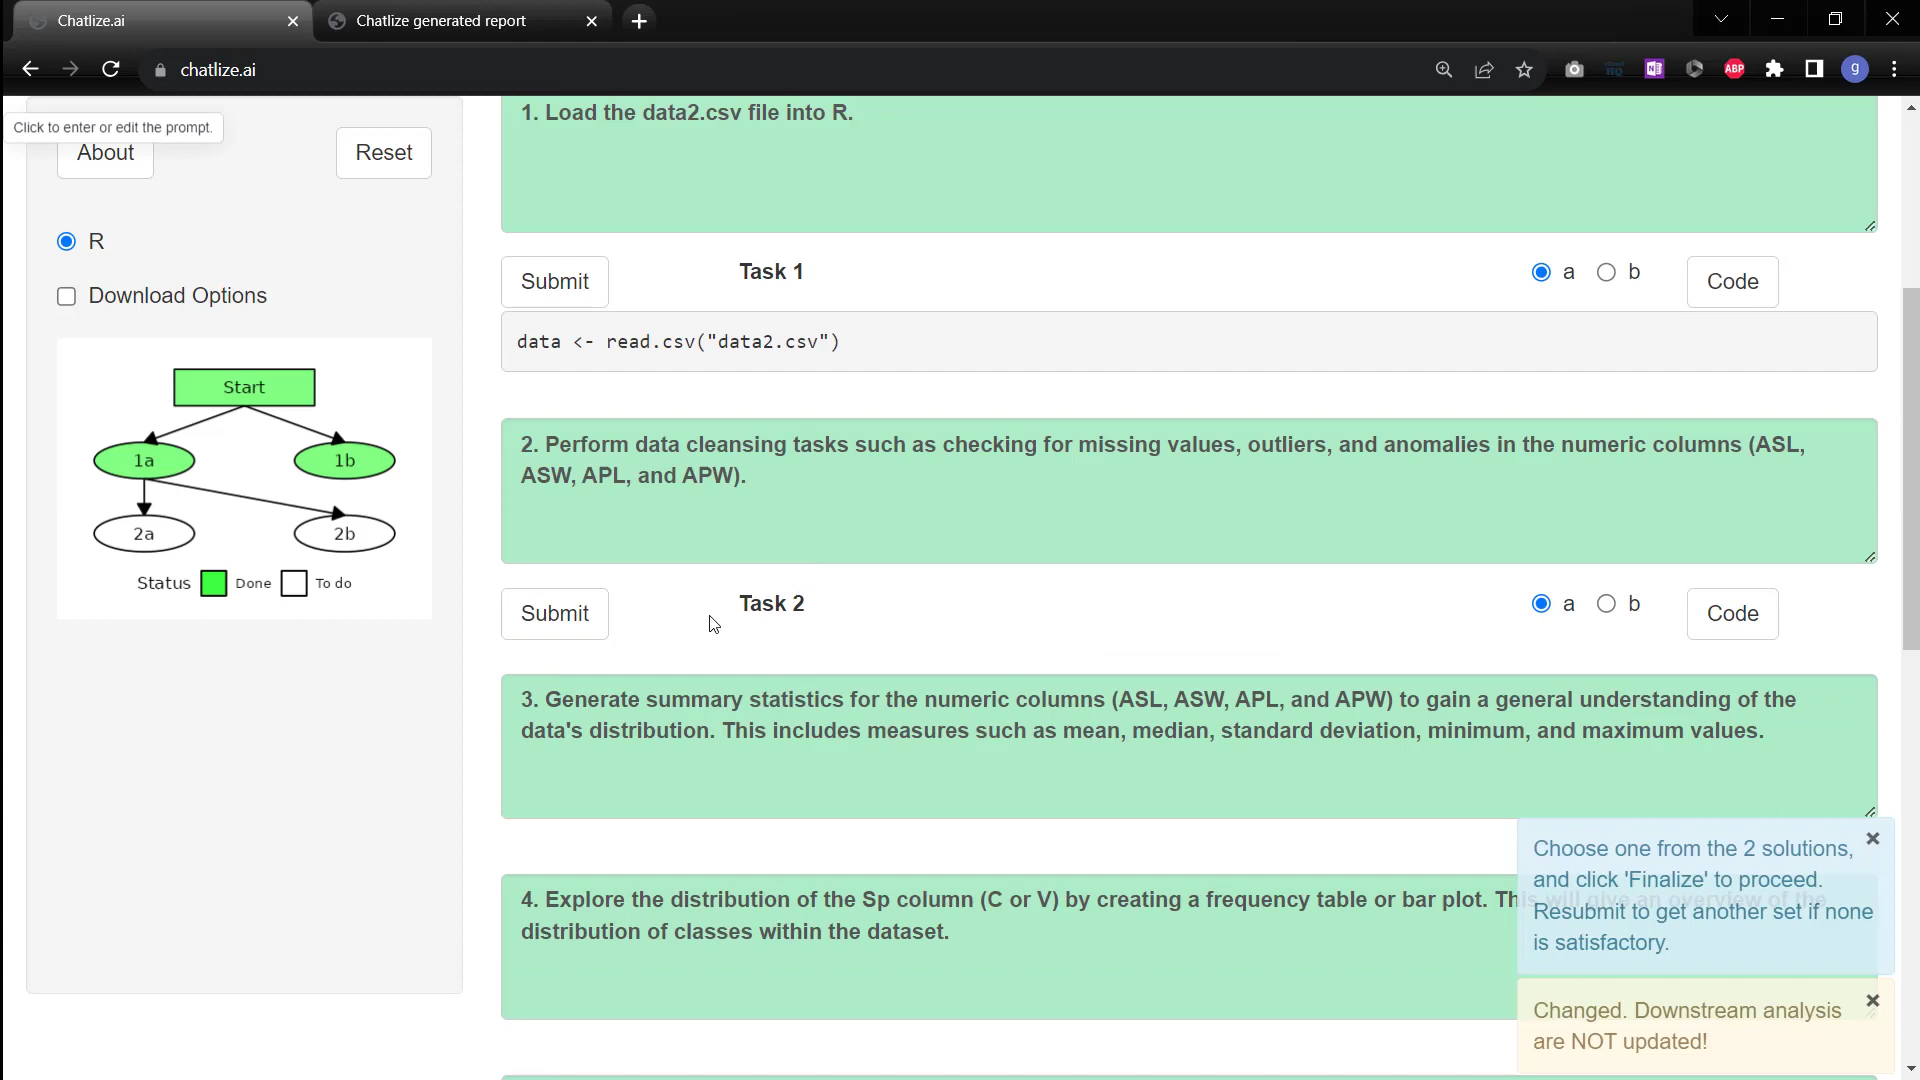 Chatlize.ai
Chatlize generated report
chatlize.ai
ABP
g
Click to enter or edit the prompt.
About
Reset
R
Download Options
Start
1a
1b
2a
2b
Status Done To do
1. Load the data2.csv file into R.
Submit
Task 1
a b
Code
data <- read.csv("data2.csv")
2. Perform data cleansing tasks such as checking for missing values, outliers, and anomalies in the numeric columns (ASL,
ASW, APL, and APW).
Submit
Task 2
a b
Code
3. Generate summary statistics for the numeric columns (ASL, ASW, APL, and APW) to gain a general understanding of the
data's distribution. This includes measures such as mean, median, standard deviation, minimum, and maximum values.
4. Explore the distribution of the Sp column (C or V) by creating a frequency table or bar plot. This will give an overview of the
distribution of classes within the dataset.
Choose one from the 2 solutions,
and click 'Finalize' to proceed.
Resubmit to get another set if none
is satisfactory.
Changed. Downstream analysis
are NOT updated!